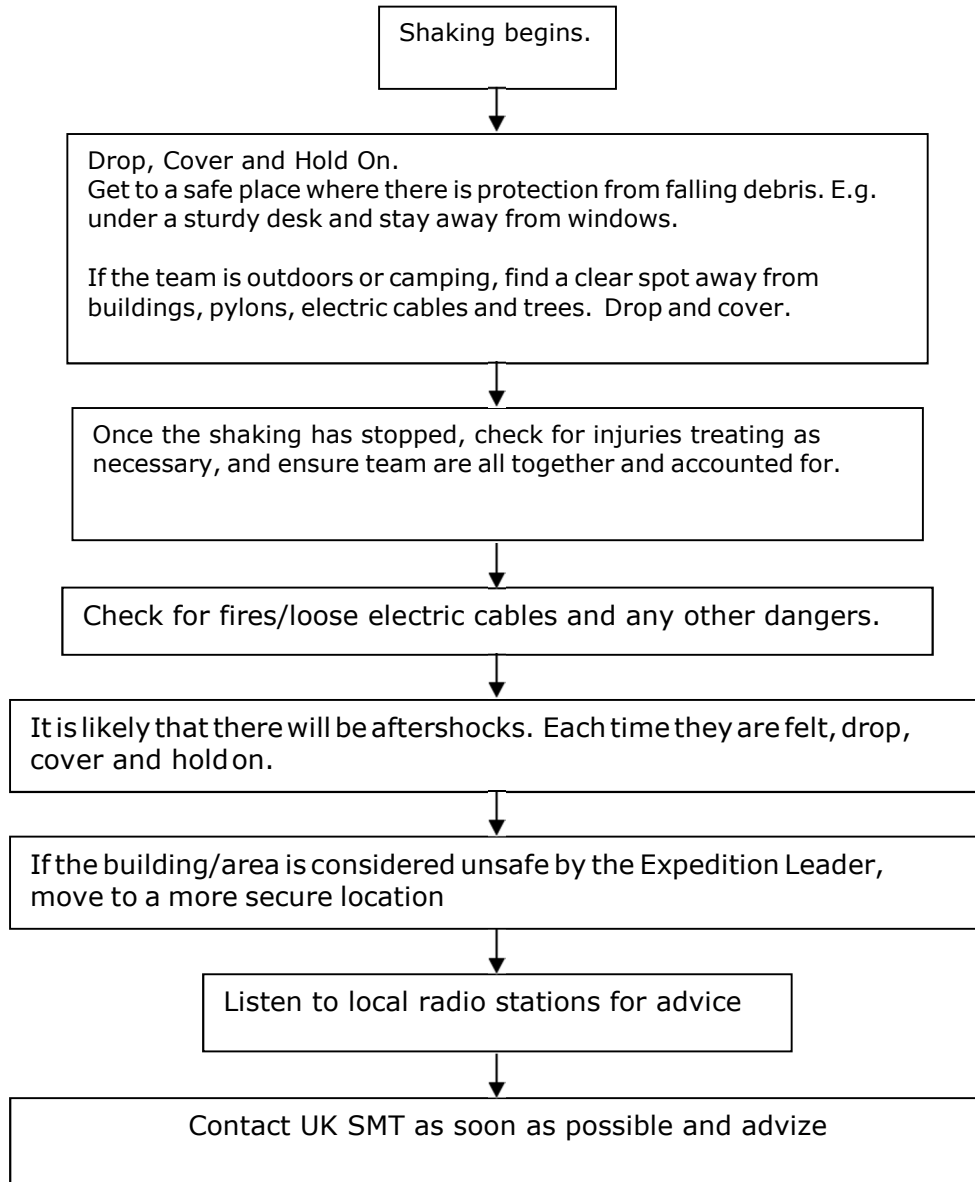 Shaking begins.
Drop, Cover and Hold On.
Get to a safe place where there is protection from falling debris. E.g.
under a sturdy desk and stay away from windows.
If the team is outdoors or camping, find a clear spot away from
buildings, pylons, electric cables and trees. Drop and cover.
Once the shaking has stopped, check for injuries treating as
necessary, and ensure team are all together and accounted for.
Check for fires/loose electric cables and any other dangers.
It is likely that there will be aftershocks. Each time they are felt, drop,
cover and hold on.
If the building/area is considered unsafe by the Expedition Leader,
move to a more secure location
Listen to local radio stations for advice
Contact UK SMT as soon as possible and advize